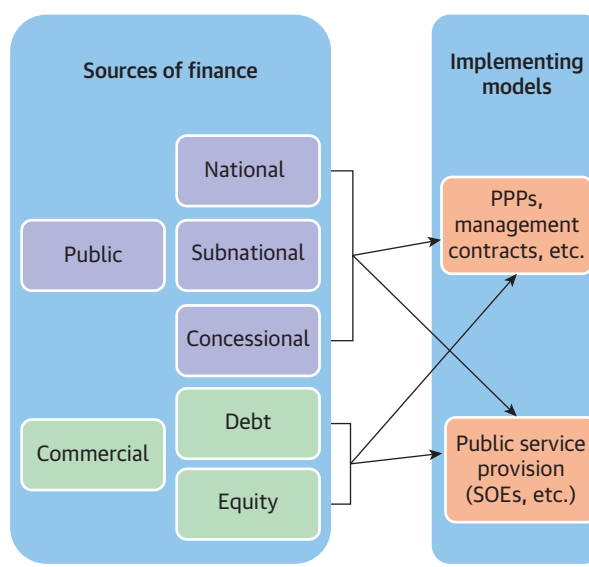 Sources of finance
National
Public
Subnational
Concessional
Commercial
Debt
Equity
Implementing
models
PPPs,
management
contracts, etc.
Public service
provision
(SOEs, etc.)